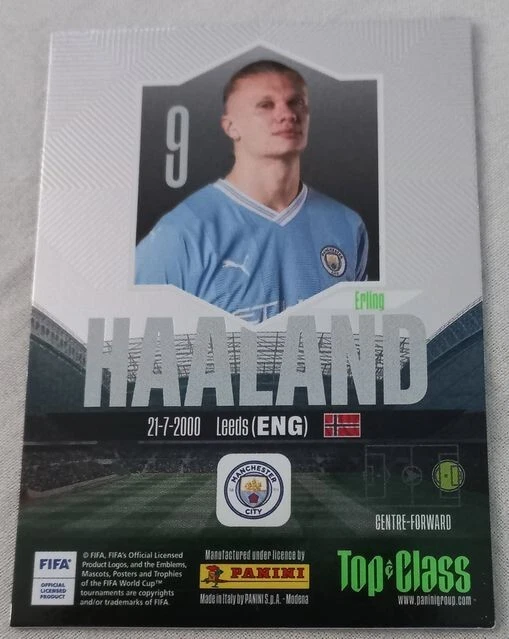 9
Erling
HAALAND
21-7-2000 Leeds (ENG)
MANCHESTER
CITY
CENTRE-FORWARD
FIFA®
OFFICIAL
LICENSED
PRODUCT
© FIFA, FIFA's Official Licensed
Product Logos, and the Emblems,
Mascots, Posters and Trophies
of the FIFA World Cup™
tournaments are copyrights
and/or trademarks of FIFA.
Manufactured under licence by
PANINI
Made in Italy by PANINI S.p.A. - Modena
Top Class
www.paninigroup.com